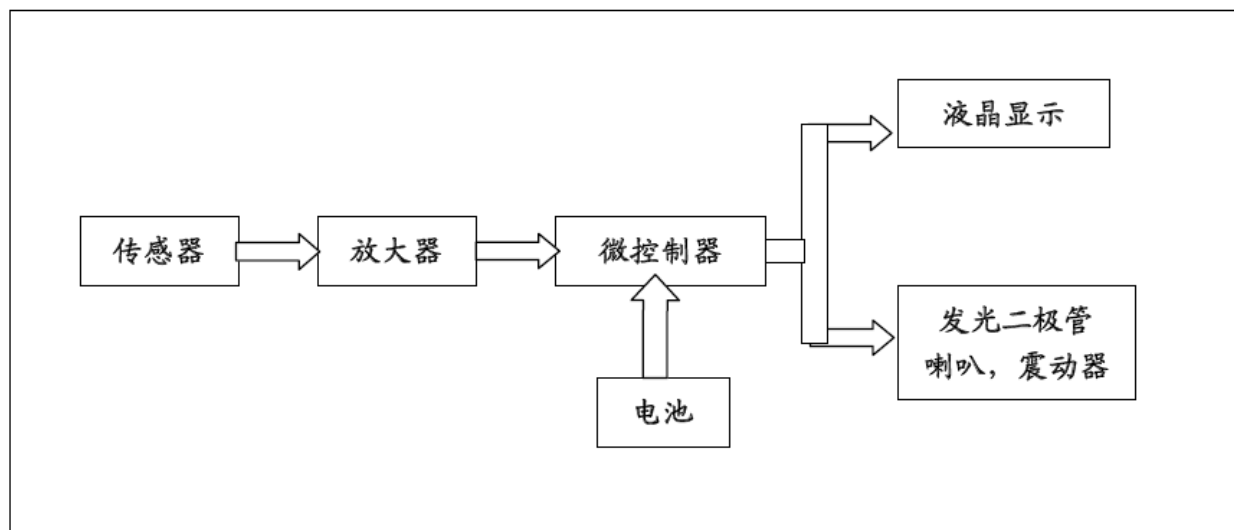 液晶显示
传感器
放大器
微控制器
发光二极管
喇叭，震动器
电池